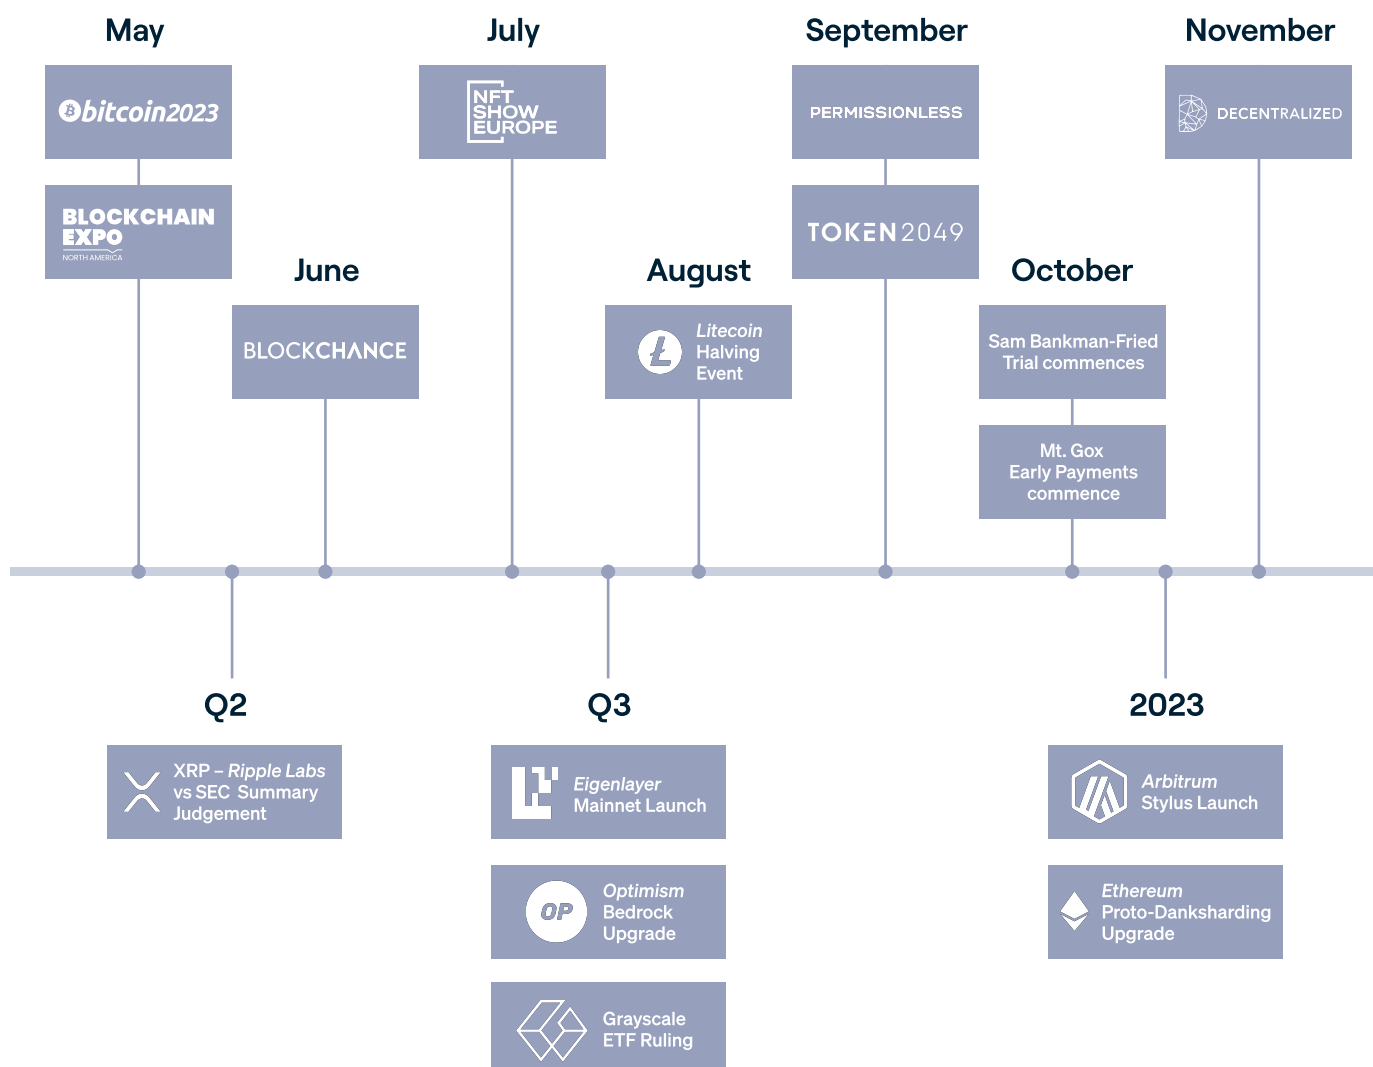 May
bitcoin2023
BLOCKCHAIN
EXPO
NORTH AMERICA
June
BLOCKCHANCE
July
NFT
SHOW
EUROPE
August
Litecoin
Halving
Event
September
PERMISSIONLESS
TOKEN2049
October
Sam Bankman-Fried
Trial commences
Mt. Gox
Early Payments
commence
November
DECENTRALIZED
Q2
XRP – Ripple Labs
vs SEC Summary
Judgement
Q3
Eigenlayer
Mainnet Launch
OP
Optimism
Bedrock
Upgrade
Grayscale
ETF Ruling
2023
Arbitrum
Stylus Launch
Ethereum
Proto-Danksharding
Upgrade